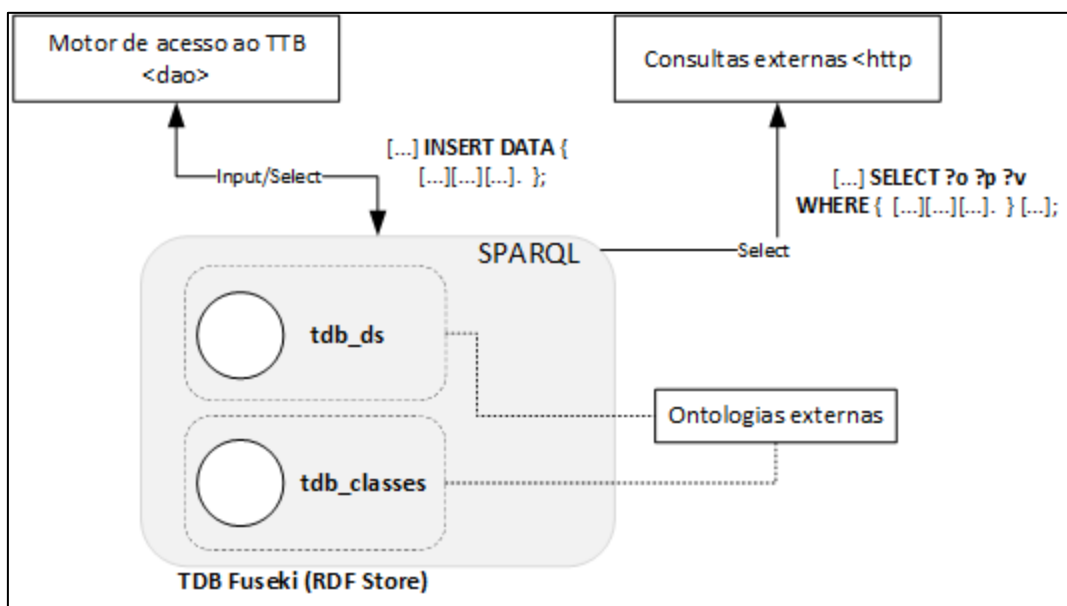 Motor de acesso ao TTB
<dao>
Consultas externas <http
[...] INSERT DATA {
[...][...][...]. };
Input/Select
[...] SELECT ?o ?p ?v
WHERE { [...][...][...]. } [...];
SPARQL
Select
tdb_ds
Ontologias externas
tdb_classes
TDB Fuseki (RDF Store)